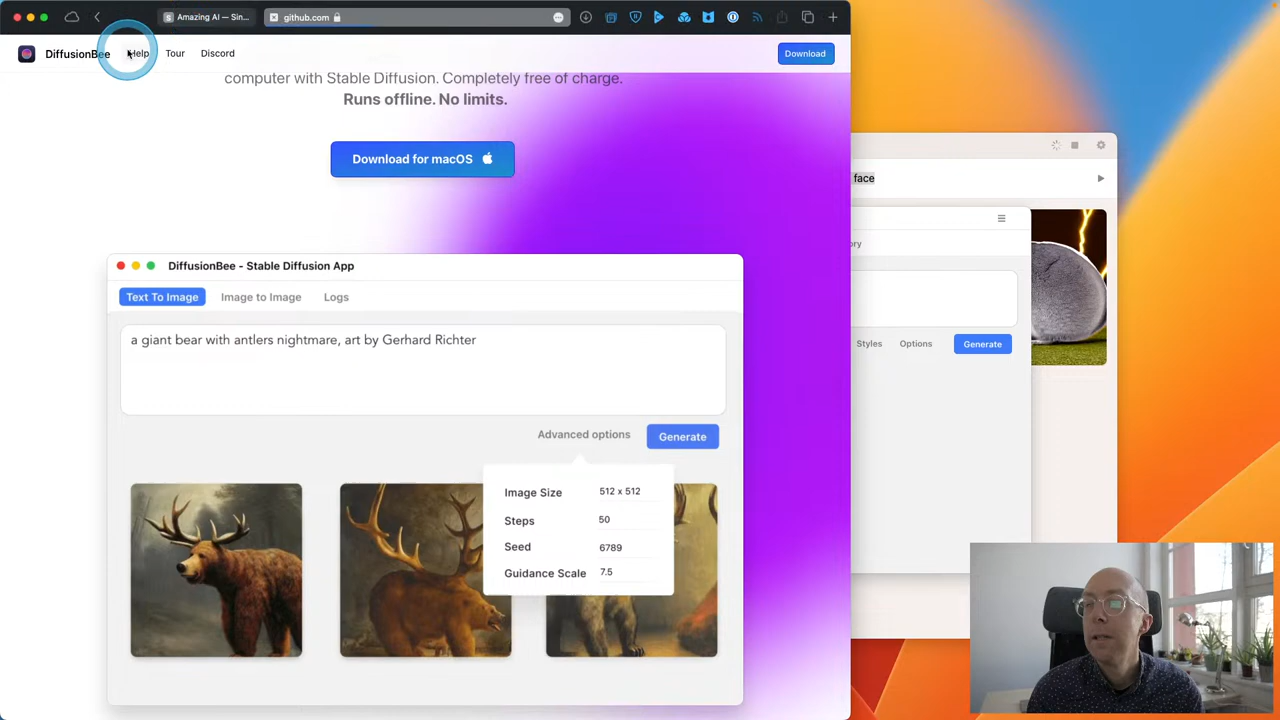 Amazing AI — Sin...
github.com
DiffusionBee
Help
Tour
Discord
Download
computer with Stable Diffusion. Completely free of charge.
Runs offline. No limits.
Download for macOS
DiffusionBee - Stable Diffusion App
Text To Image
Image to Image
Logs
a giant bear with antlers nightmare, art by Gerhard Richter
Advanced options
Generate
Image Size
512 x 512
Steps
50
Seed
6789
Guidance Scale
7.5
face
ory
Styles
Options
Generate